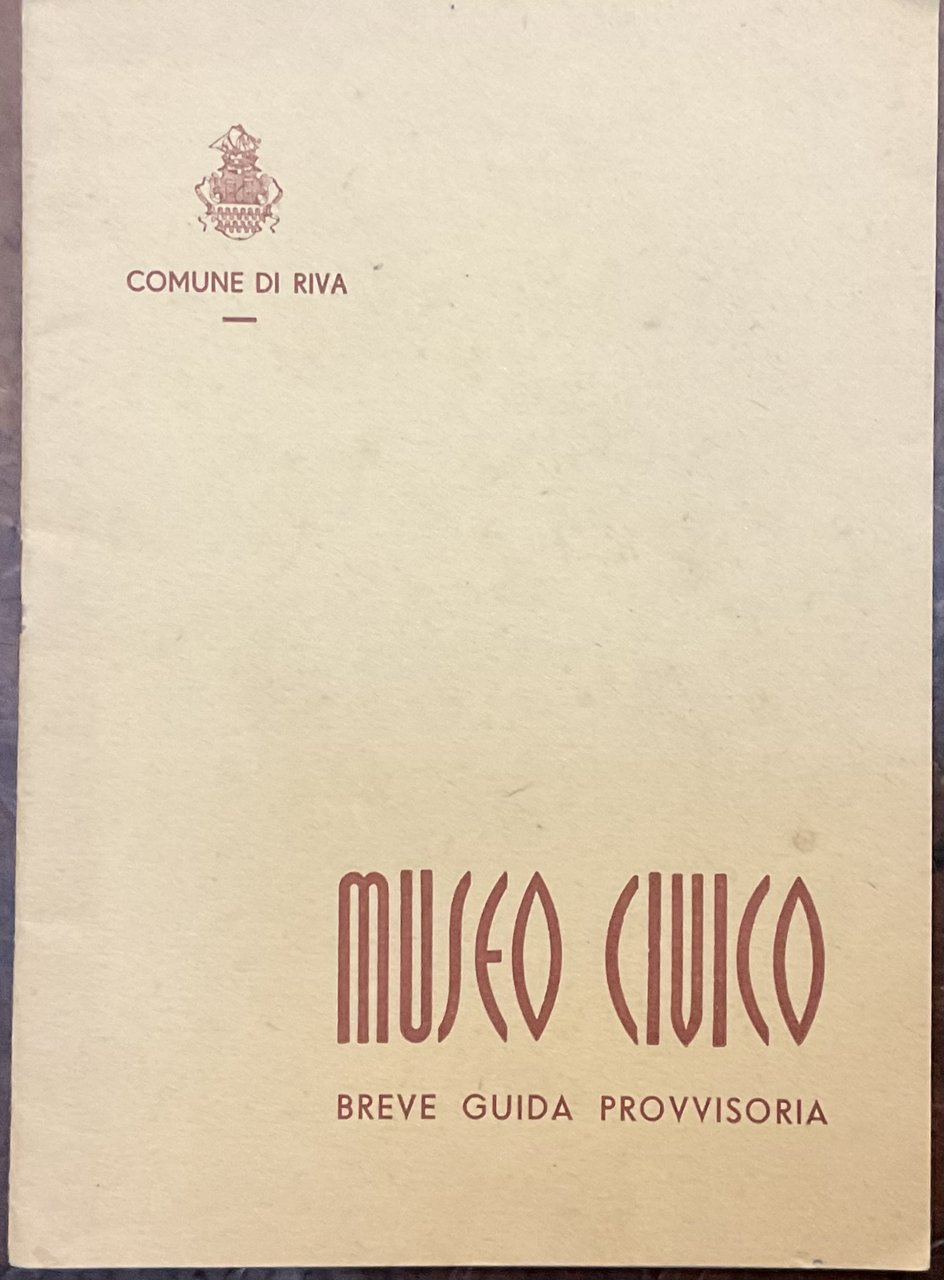 COMUNE DI RIVA
MUSEO CIVICO
BREVE GUIDA PROVVISORIA